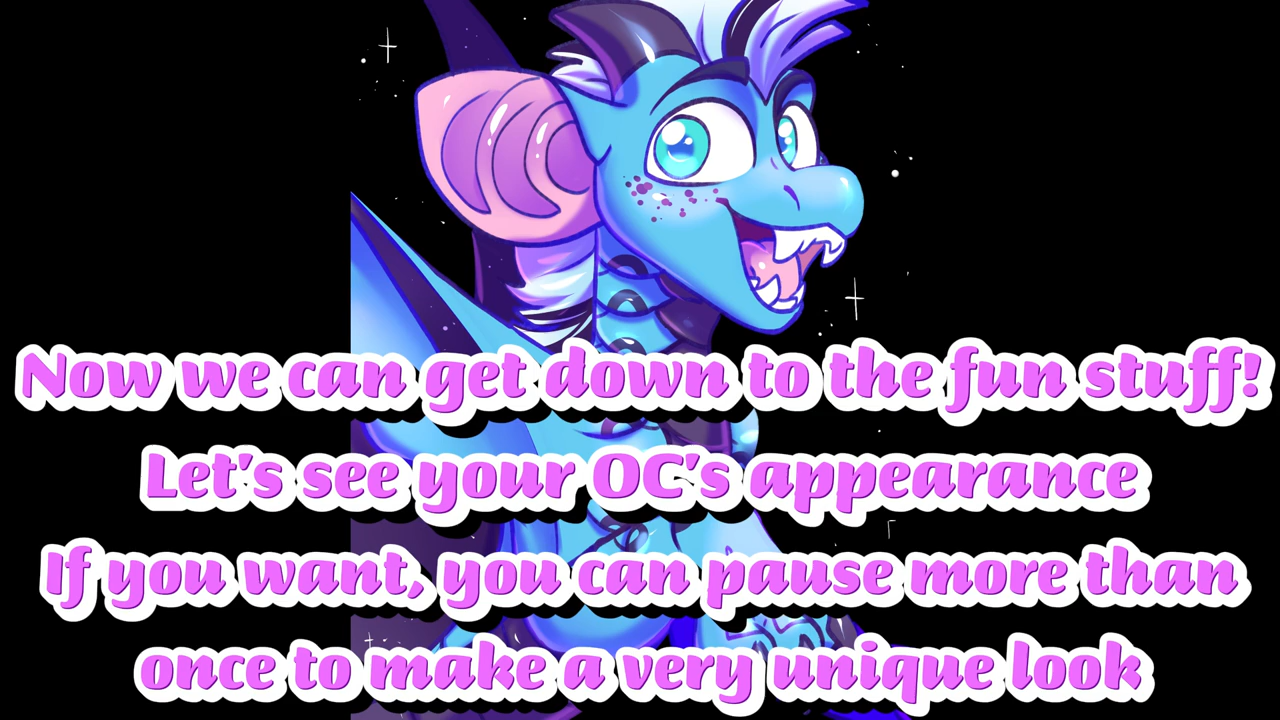 Now we can get down to the fun stuff!
Let's see your OC's appearance
If you want, you can pause more than
once to make a very unique look